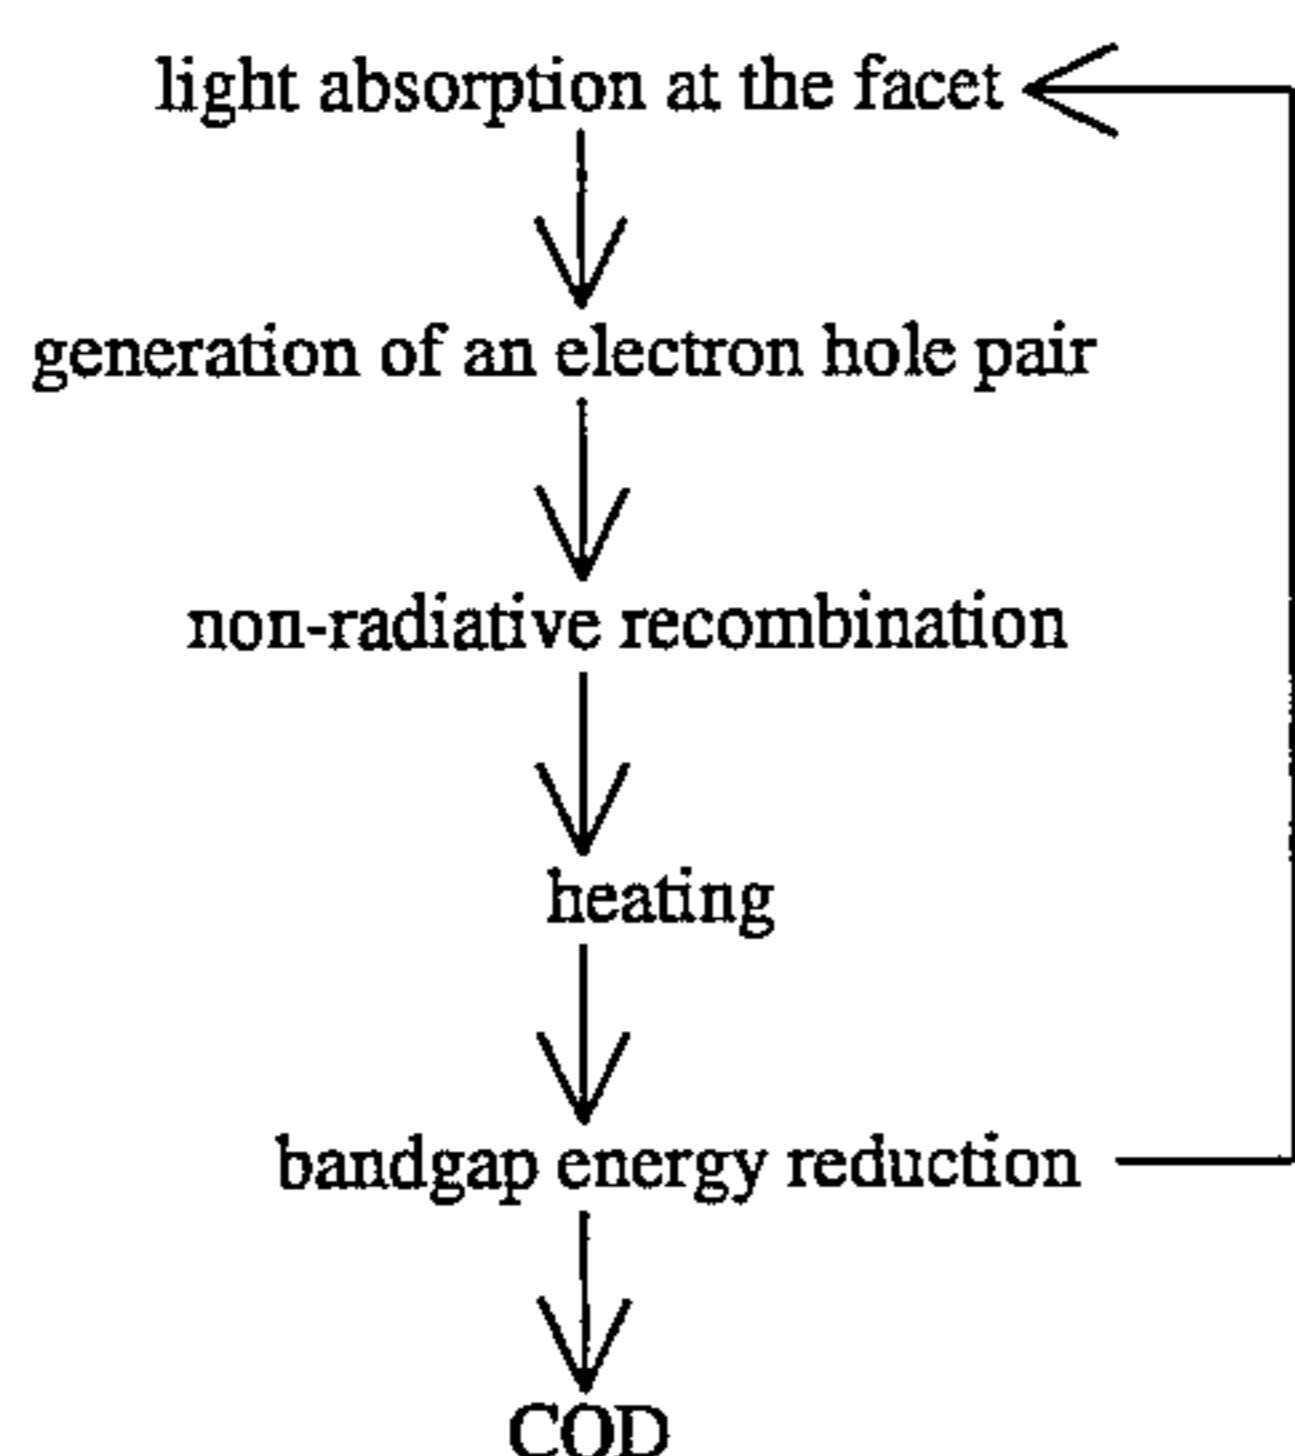 light absorption at the facet
generation of an electron hole pair
non-radiative recombination
heating
bandgap energy reduction
COD